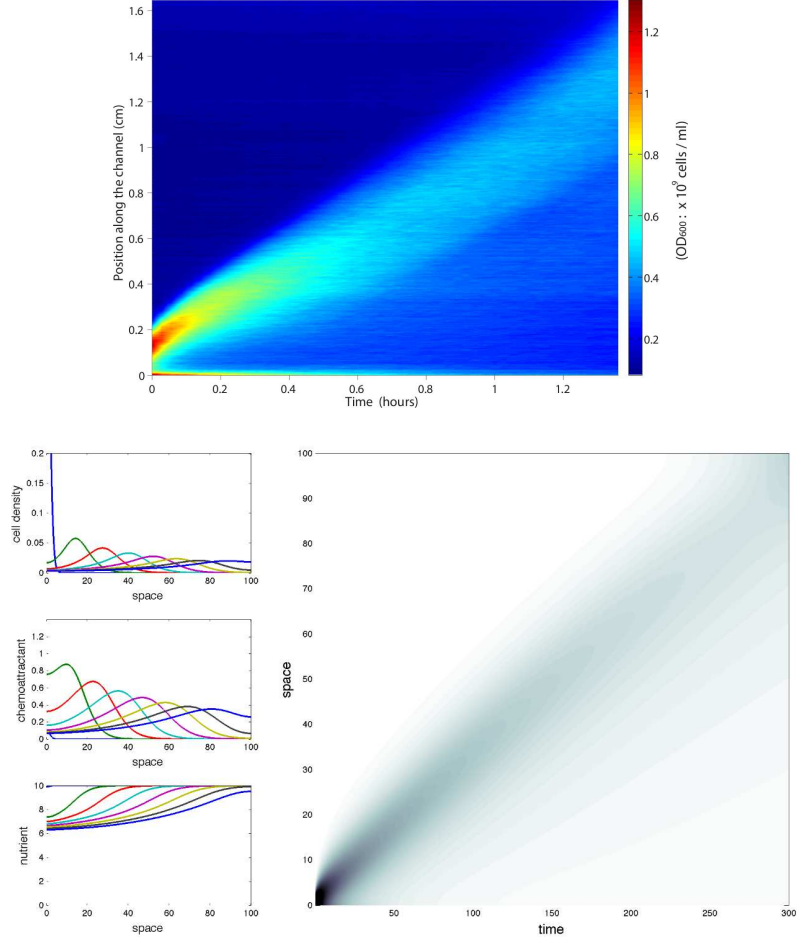 1.6
1.4
1.2
1
0.8
0.6
0.4
0.2
0
Position along the channel (cm)
0 0.2 0.4 0.6 0.8 1 1.2
Time (hours)
1.2
1
0.8
0.6
0.4
0.2
(OD600 : x 10⁹ cells / ml)
0.2
0.15
0.1
0.05
0
cell density
0 20 40 60 80 100
space
1.2
1
0.8
0.6
0.4
0.2
0
chemoattractant
0 20 40 60 80 100
space
10
8
6
4
2
0
nutrient
0 20 40 60 80 100
space
100
90
80
70
60
50
40
30
20
10
0
space
50 100 150 200 250 300
time